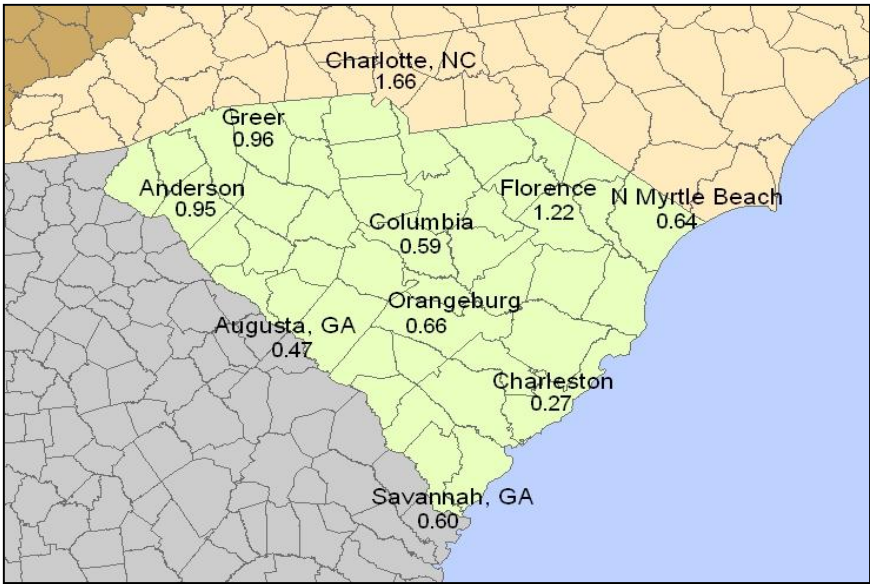 Charlotte, NC
1.66
Greer
0.96
Anderson
0.95
Florence
1.22
N Myrtle Beach
0.64
Columbia
0.59
Orangeburg
0.66
Augusta, GA
0.47
Charleston
0.27
Savannah, GA
0.60